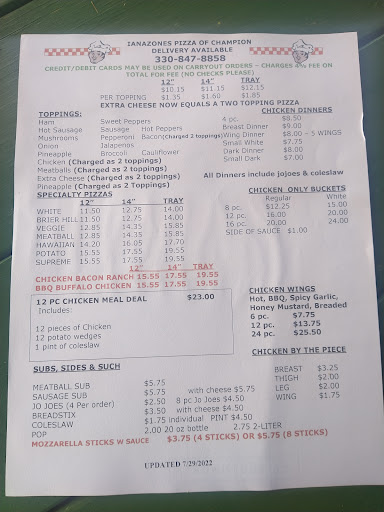 IANAZONES PIZZA OF CHAMPION
DELIVERY AVAILABLE
330-847-8858
CREDIT/DEBIT CARDS MAY BE USED ON CARRYOUT ORDERS – CHARGES 4% FEE ON
TOTAL FOR FEE (NO CHECKS PLEASE)
12" 14" TRAY
$10.15 $11.15 $12.15
PER TOPPING $1.35 $1.60 $1.85
EXTRA CHEESE NOW EQUALS A TWO TOPPING PIZZA
TOPPINGS:
Ham Sweet Peppers
Hot Sausage Sausage Hot Peppers
Mushrooms Pepperoni Bacon(charged 2 toppings)
Onion Jalapenos
Pineapple Broccoli Cauliflower
Chicken (Charged as 2 toppings)
Meatballs (Charged as 2 toppings)
Extra Cheese (Charged as 2 toppings)
Pineapple (Charged as 2 toppings)
CHICKEN DINNERS
4 pc. $8.50
Breast Dinner $9.00
Wing Dinner $8.00 – 5 WINGS
Small White $7.75
Dark Dinner $8.00
Small Dark $7.00
All Dinners include jojoes & coleslaw
SPECIALTY PIZZAS
12" 14" TRAY
WHITE 11.50 12.75 14.00
BRIER HILL 11.50 12.75 14.00
VEGGIE 12.85 14.35 15.85
MEATBALL 12.85 14.35 15.85
HAWAIIAN 14.20 16.05 17.70
POTATO 15.55 17.55 19.55
SUPREME 15.55 17.55 19.55
12" 14" TRAY
CHICKEN BACON RANCH 15.55 17.55 19.55
BBQ BUFFALO CHICKEN 15.55 17.55 19.55
CHICKEN ONLY BUCKETS
Regular White
8 pc. $12.25 15.00
12 pc. 16.00 20.00
16 pc. 20.00 24.00
SIDE OF SAUCE $1.00
12 PC CHICKEN MEAL DEAL $23.00
Includes:
12 pieces of Chicken
12 potato wedges
1 pint of coleslaw
CHICKEN WINGS
Hot, BBQ, Spicy Garlic,
Honey Mustard, Breaded
6 pc. $7.75
12 pc. $13.75
24 pc. $25.50
CHICKEN BY THE PIECE
BREAST $3.25
THIGH $2.00
LEG $2.00
WING $1.75
SUBS, SIDES & SUCH
MEATBALL SUB $5.75
SAUSAGE SUB $5.75 with cheese $5.75
JO JOES (4 Per order) $2.50 8 pc Jo Joes $4.50
BREADSTIX $3.50 with cheese $4.50
COLESLAW $1.75 individual PINT $4.50
POP 2.00 20 oz bottle 2.75 2-LITER
MOZZARELLA STICKS W SAUCE $3.75 (4 STICKS) OR $5.75 (8 STICKS)
UPDATED 7/29/2022